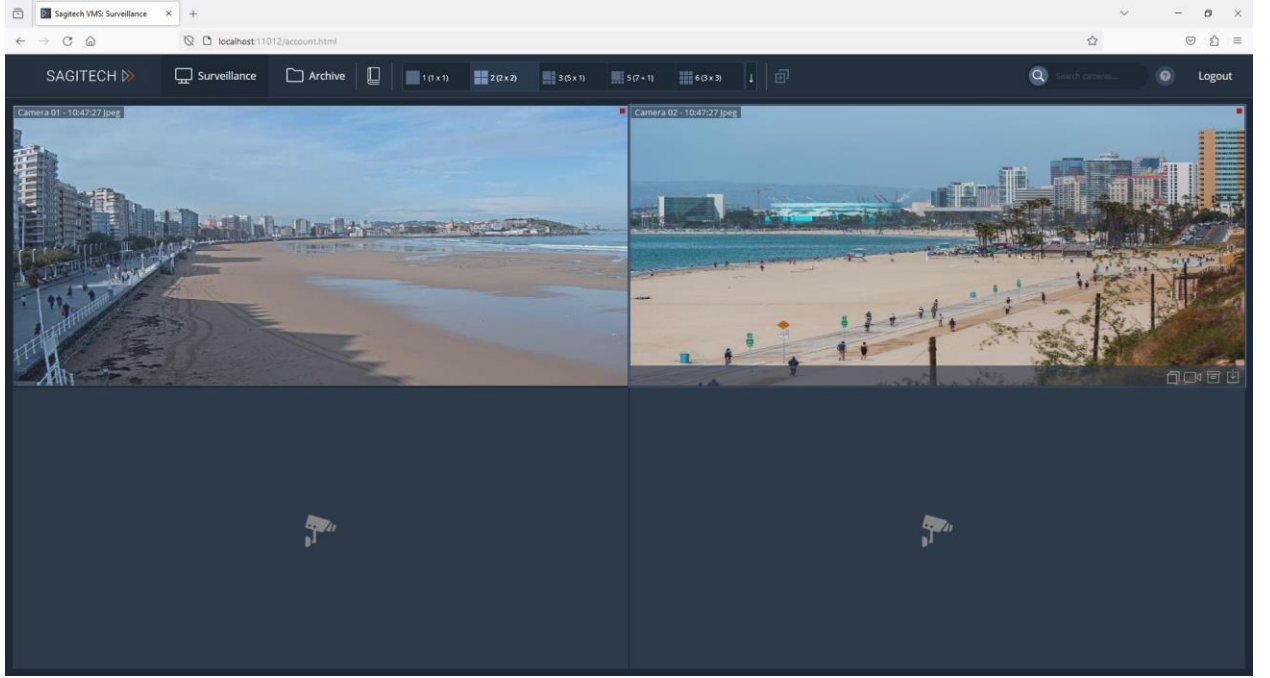 Sagitech VMS: Surveillance
localhost:11012/account.html
SAGITECH
Surveillance
Archive
1 (1 x 1)
2 (2 x 2)
3 (5 x 1)
5 (7 + 1)
6 (3 x 3)
Search cameras...
Logout
Camera 01 - 10:47:27 Jpeg
Camera 02 - 10:47:27 Jpeg